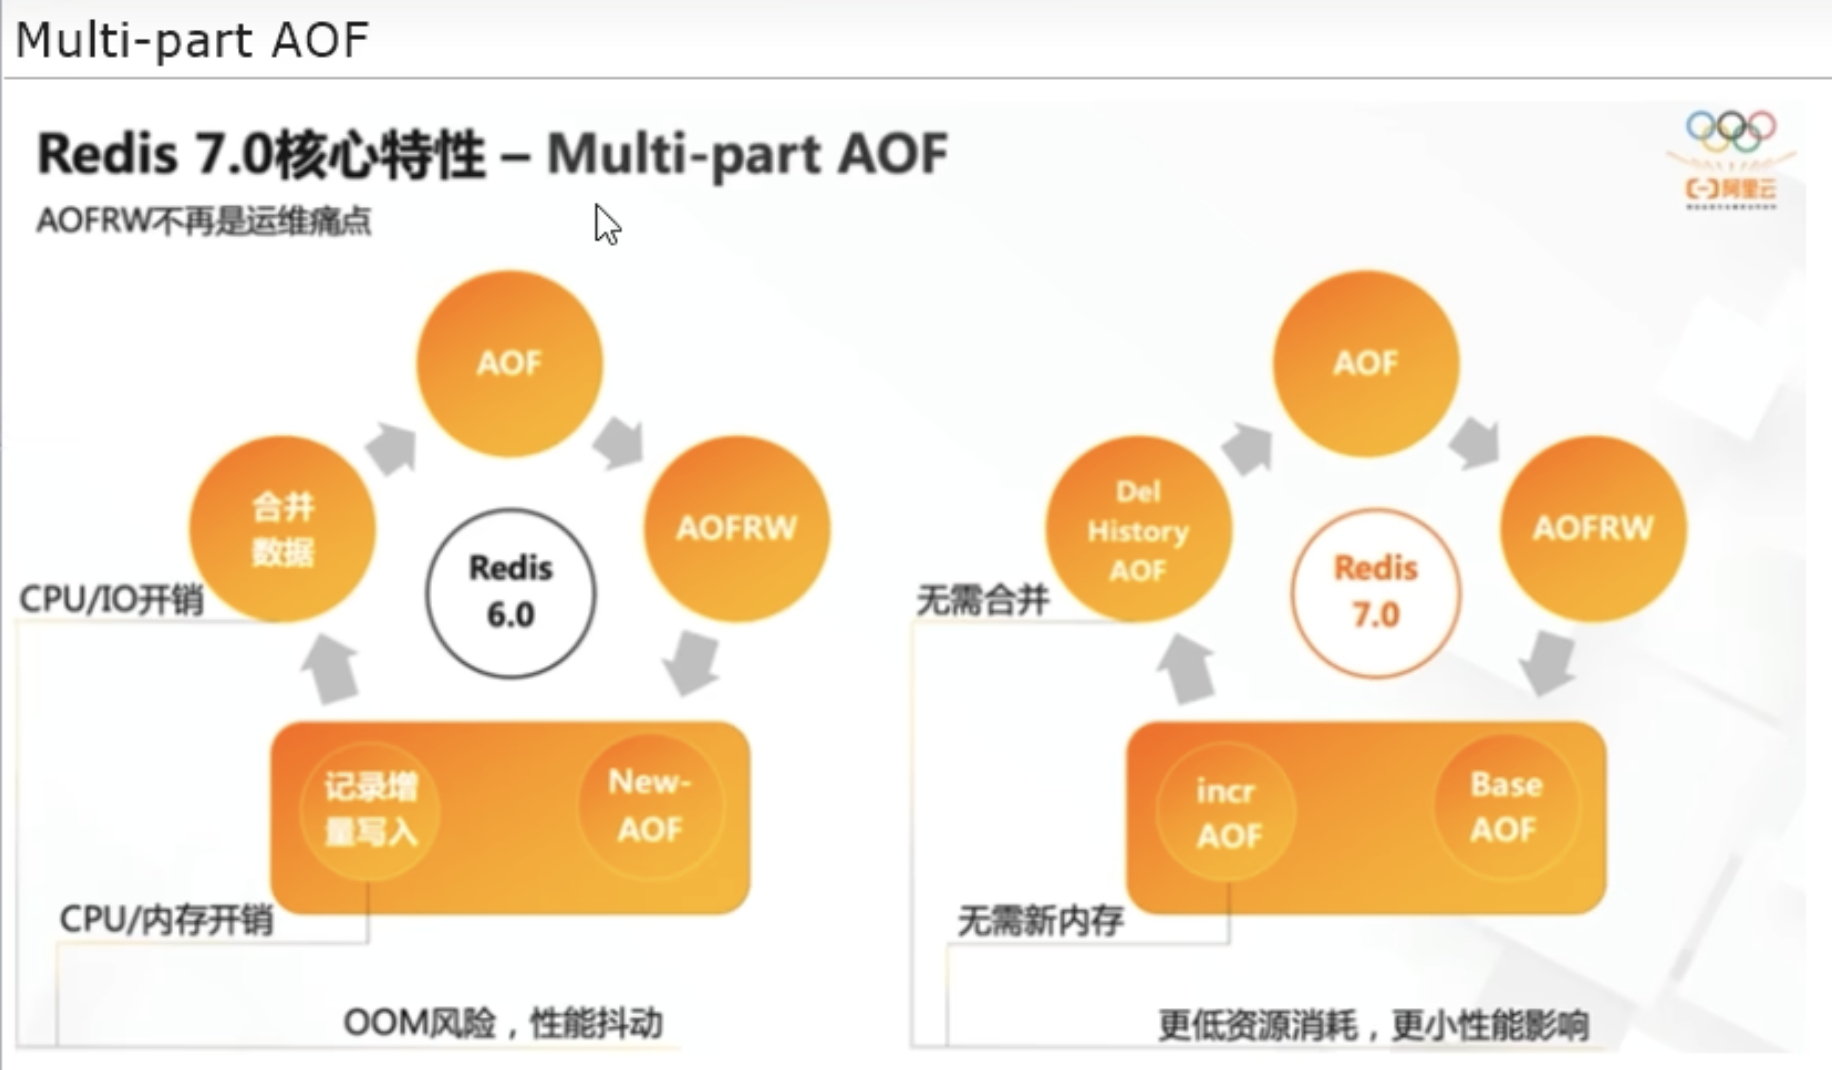 Multi-part AOF
Redis 7.0核心特性 – Multi-part AOF
AOFRW不再是运维痛点
阿里云
AOF
合并
数据
AOFRW
Redis
6.0
CPU/IO开销
记录增
量写入
New-
AOF
CPU/内存开销
OOM风险，性能抖动
AOF
Del
History
AOF
AOFRW
Redis
7.0
无需合并
incr
AOF
Base
AOF
无需新内存
更低资源消耗，更小性能影响